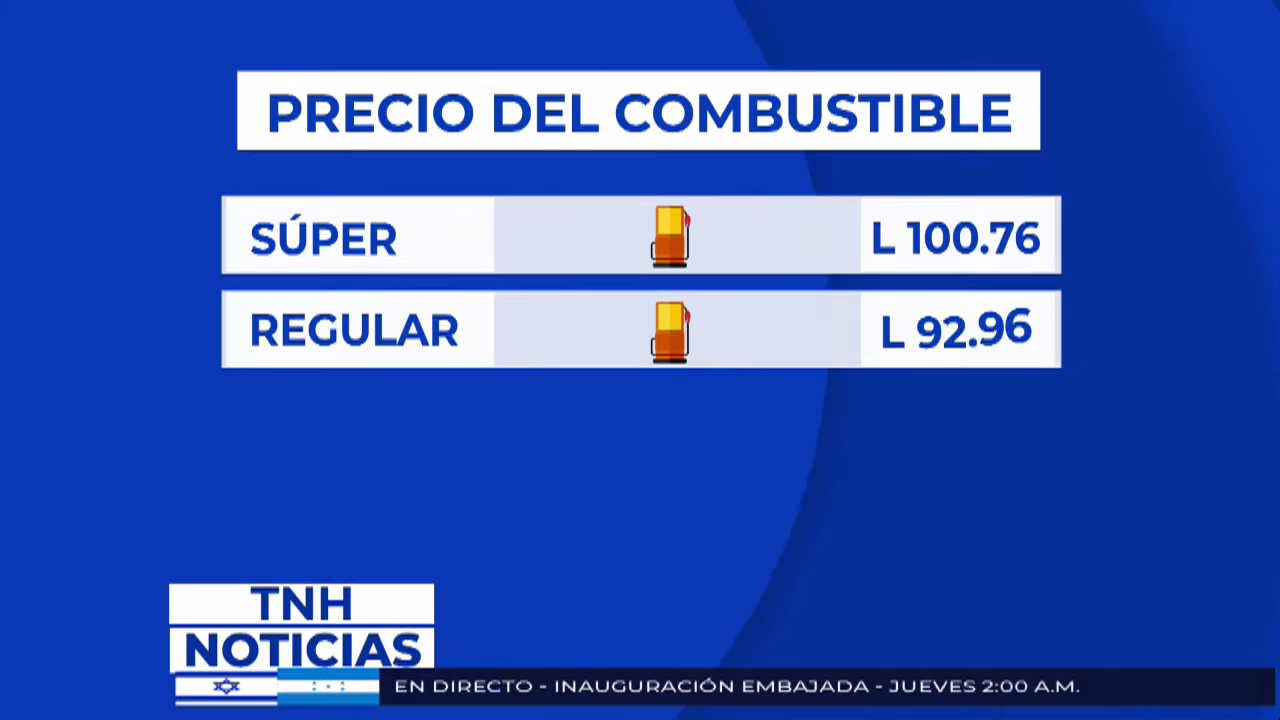 PRECIO DEL COMBUSTIBLE
SÚPER L 100.76
REGULAR L 92.96
TNH
NOTICIAS
EN DIRECTO - INAUGURACIÓN EMBAJADA - JUEVES 2:00 A.M.